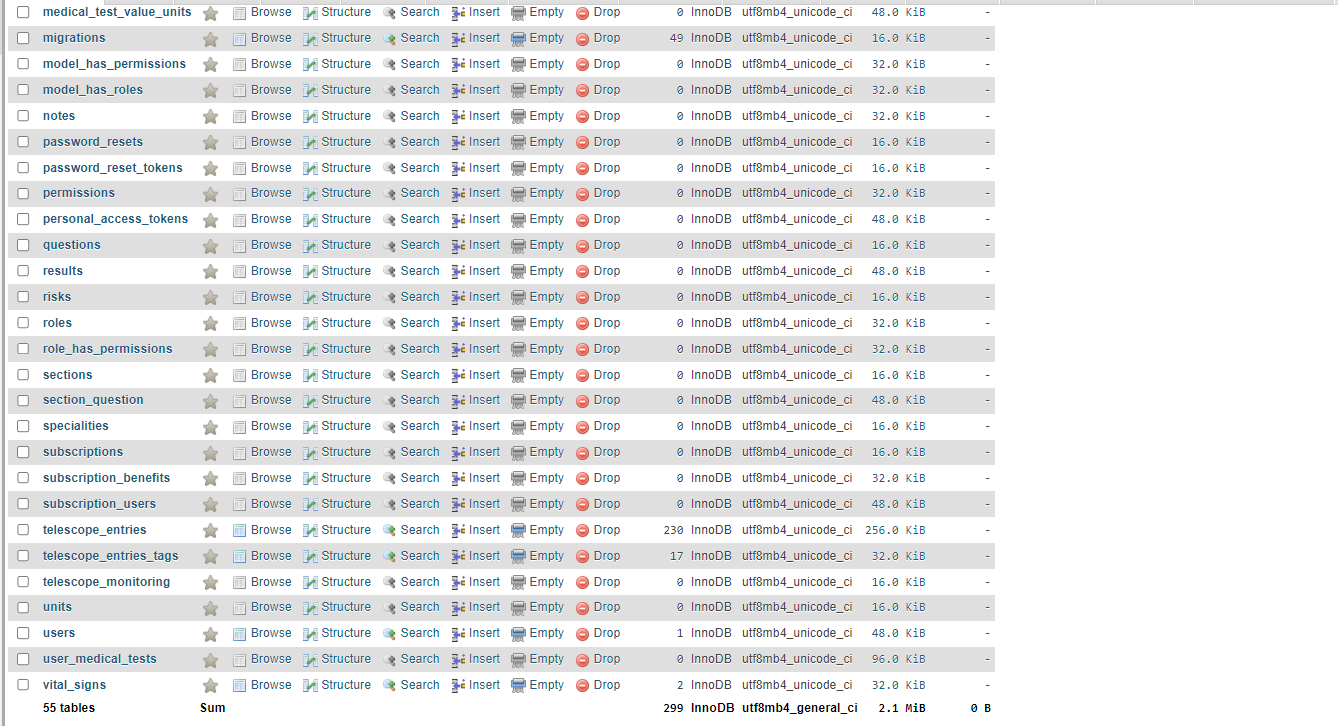 medical_test_value_units Browse Structure Search Insert Empty Drop 0 InnoDB utf8mb4_unicode_ci 48.0 KiB -
migrations Browse Structure Search Insert Empty Drop 49 InnoDB utf8mb4_unicode_ci 16.0 KiB -
model_has_permissions Browse Structure Search Insert Empty Drop 0 InnoDB utf8mb4_unicode_ci 32.0 KiB -
model_has_roles Browse Structure Search Insert Empty Drop 0 InnoDB utf8mb4_unicode_ci 32.0 KiB -
notes Browse Structure Search Insert Empty Drop 0 InnoDB utf8mb4_unicode_ci 32.0 KiB -
password_resets Browse Structure Search Insert Empty Drop 0 InnoDB utf8mb4_unicode_ci 16.0 KiB -
password_reset_tokens Browse Structure Search Insert Empty Drop 0 InnoDB utf8mb4_unicode_ci 16.0 KiB -
permissions Browse Structure Search Insert Empty Drop 0 InnoDB utf8mb4_unicode_ci 32.0 KiB -
personal_access_tokens Browse Structure Search Insert Empty Drop 0 InnoDB utf8mb4_unicode_ci 48.0 KiB -
questions Browse Structure Search Insert Empty Drop 0 InnoDB utf8mb4_unicode_ci 16.0 KiB -
results Browse Structure Search Insert Empty Drop 0 InnoDB utf8mb4_unicode_ci 48.0 KiB -
risks Browse Structure Search Insert Empty Drop 0 InnoDB utf8mb4_unicode_ci 16.0 KiB -
roles Browse Structure Search Insert Empty Drop 0 InnoDB utf8mb4_unicode_ci 32.0 KiB -
role_has_permissions Browse Structure Search Insert Empty Drop 0 InnoDB utf8mb4_unicode_ci 32.0 KiB -
sections Browse Structure Search Insert Empty Drop 0 InnoDB utf8mb4_unicode_ci 16.0 KiB -
section_question Browse Structure Search Insert Empty Drop 0 InnoDB utf8mb4_unicode_ci 48.0 KiB -
specialities Browse Structure Search Insert Empty Drop 0 InnoDB utf8mb4_unicode_ci 16.0 KiB -
subscriptions Browse Structure Search Insert Empty Drop 0 InnoDB utf8mb4_unicode_ci 16.0 KiB -
subscription_benefits Browse Structure Search Insert Empty Drop 0 InnoDB utf8mb4_unicode_ci 32.0 KiB -
subscription_users Browse Structure Search Insert Empty Drop 0 InnoDB utf8mb4_unicode_ci 48.0 KiB -
telescope_entries Browse Structure Search Insert Empty Drop 230 InnoDB utf8mb4_unicode_ci 256.0 KiB -
telescope_entries_tags Browse Structure Search Insert Empty Drop 17 InnoDB utf8mb4_unicode_ci 32.0 KiB -
telescope_monitoring Browse Structure Search Insert Empty Drop 0 InnoDB utf8mb4_unicode_ci 16.0 KiB -
units Browse Structure Search Insert Empty Drop 0 InnoDB utf8mb4_unicode_ci 16.0 KiB -
users Browse Structure Search Insert Empty Drop 1 InnoDB utf8mb4_unicode_ci 48.0 KiB -
user_medical_tests Browse Structure Search Insert Empty Drop 0 InnoDB utf8mb4_unicode_ci 96.0 KiB -
vital_signs Browse Structure Search Insert Empty Drop 2 InnoDB utf8mb4_unicode_ci 32.0 KiB -
55 tables Sum 299 InnoDB utf8mb4_general_ci 2.1 MiB 0 B